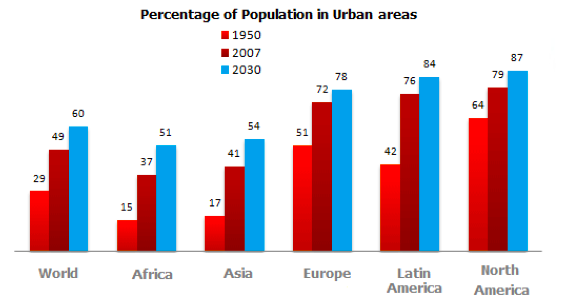 Percentage of Population in Urban areas
1950
2007
2030
29 49 60
15 37 51
17 41 54
51 72 78
42 76 84
64 79 87
World
Africa
Asia
Europe
Latin
America
North
America